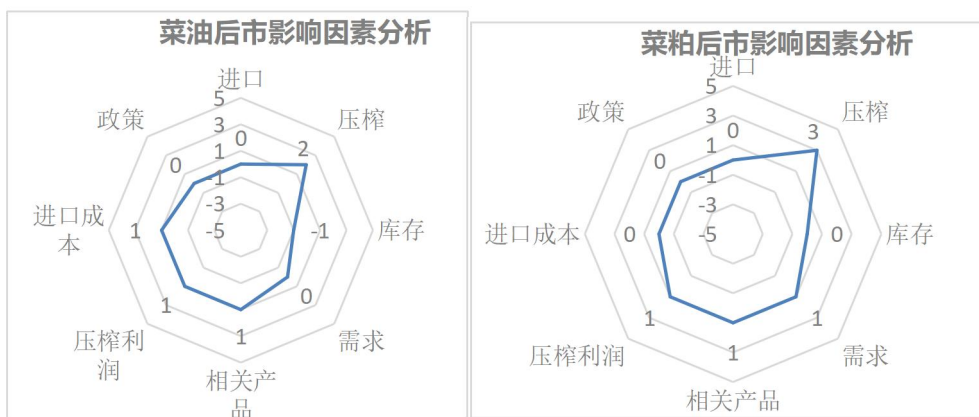 菜油后市影响因素分析
进口
5
3
1
-1
-3
-5
0
压榨
2
库存
-1
需求
0
相关产
品
1
压榨利
润
1
进口成
本
1
政策
0
菜粕后市影响因素分析
进口
5
3
1
-1
-3
-5
0
压榨
3
库存
0
需求
1
相关产品
1
压榨利润
1
进口成本
0
政策
0